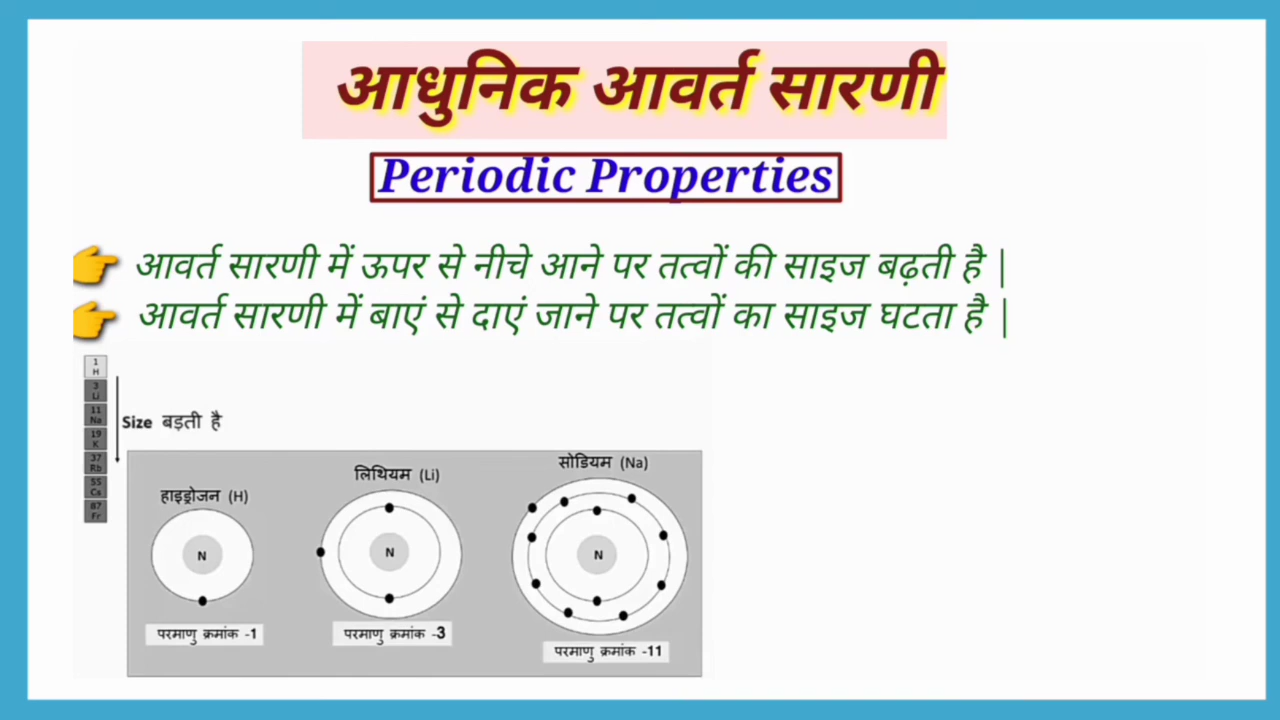 आधुनिक आवर्त सारणी
Periodic Properties
आवर्त सारणी में ऊपर से नीचे आने पर तत्वों की साइज बढ़ती है |
आवर्त सारणी में बाएं से दाएं जाने पर तत्वों का साइज घटता है |
1
H
3
Li
11
Na
19
K
37
Rb
55
Cs
87
Fr
Size बड़ती है
हाइड्रोजन (H)
लिथियम (Li)
सोडियम (Na)
N
N
N
परमाणु क्रमांक -1
परमाणु क्रमांक -3
परमाणु क्रमांक -11